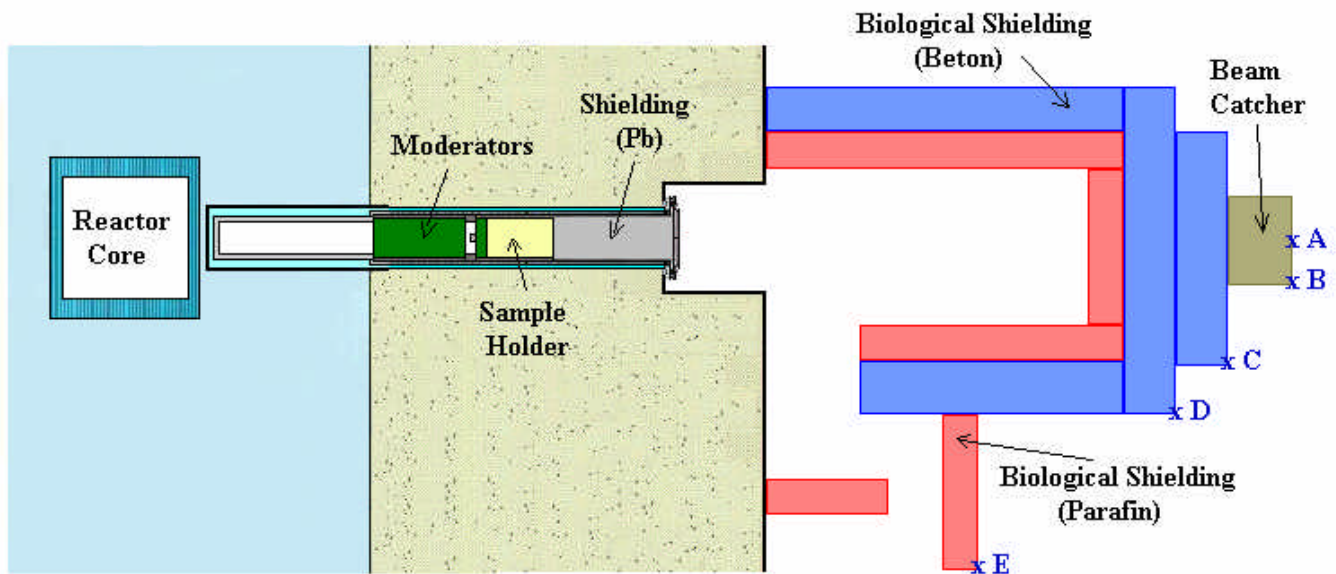 Biological Shielding
(Beton)
Beam
Catcher
Shielding
(Pb)
Moderators
Reactor
Core
x A
x B
Sample
Holder
x C
x D
Biological Shielding
(Parafin)
x E